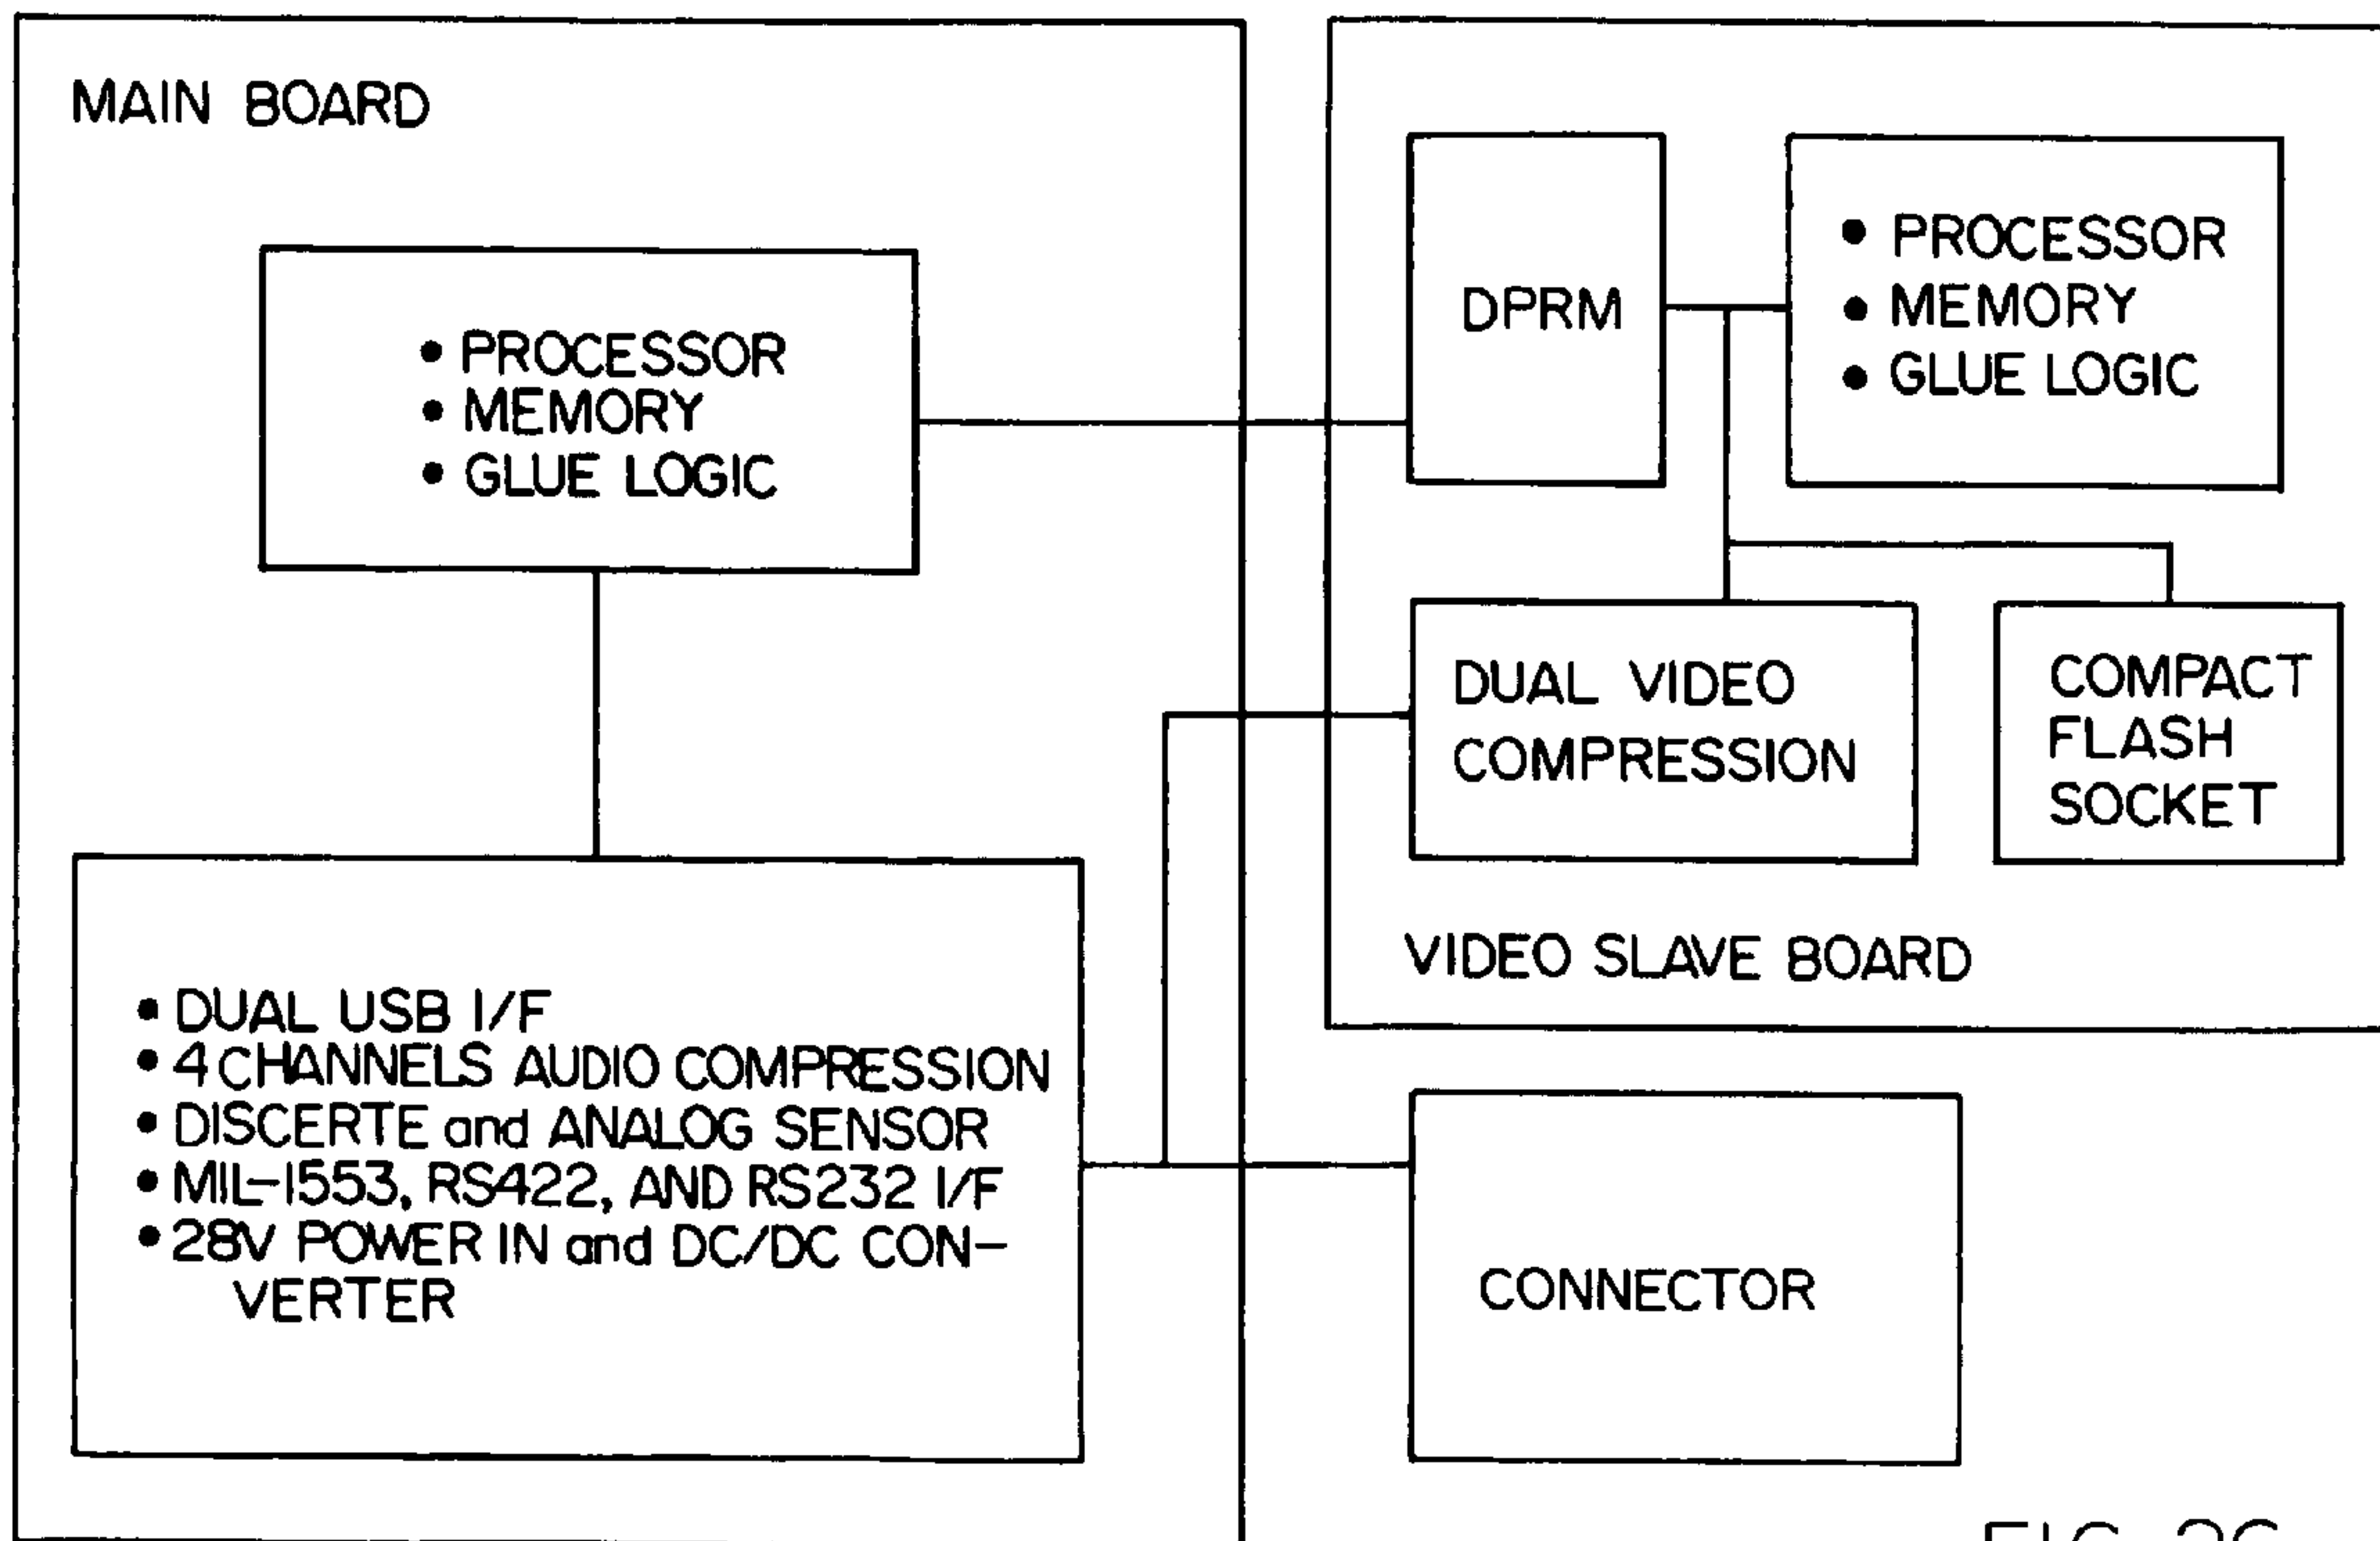 MAIN BOARD
• PROCESSOR
• MEMORY
• GLUE LOGIC
• DUAL USB I/F
• 4 CHANNELS AUDIO COMPRESSION
• DISCERTE and ANALOG SENSOR
• MIL-1553, RS422, AND RS232 I/F
• 28V POWER IN and DC/DC CON-
VERTER
DPRM
• PROCESSOR
• MEMORY
• GLUE LOGIC
DUAL VIDEO
COMPRESSION
COMPACT
FLASH
SOCKET
VIDEO SLAVE BOARD
CONNECTOR